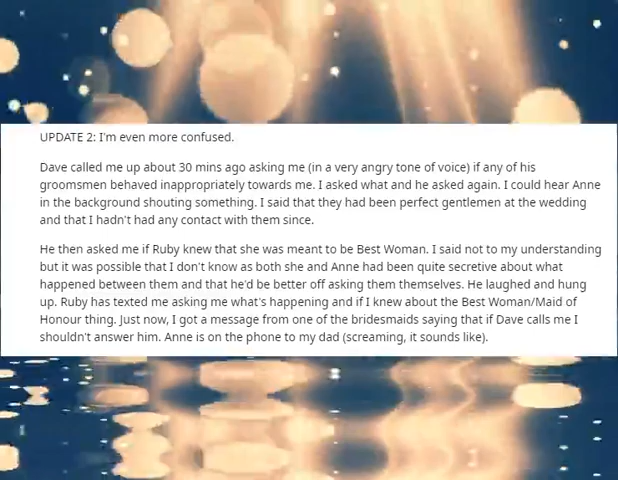 UPDATE 2: I'm even more confused.
Dave called me up about 30 mins ago asking me (in a very angry tone of voice) if any of his
groomsmen behaved inappropriately towards me. I asked what and he asked again. I could hear Anne
in the background shouting something. I said that they had been perfect gentlemen at the wedding
and that I hadn't had any contact with them since.
He then asked me if Ruby knew that she was meant to be Best Woman. I said not to my understanding
but it was possible that I don't know as both she and Anne had been quite secretive about what
happened between them and that he'd be better off asking them themselves. He laughed and hung
up. Ruby has texted me asking me what's happening and if I knew about the Best Woman/Maid of
Honour thing. Just now, I got a message from one of the bridesmaids saying that if Dave calls me I
shouldn't answer him. Anne is on the phone to my dad (screaming, it sounds like).